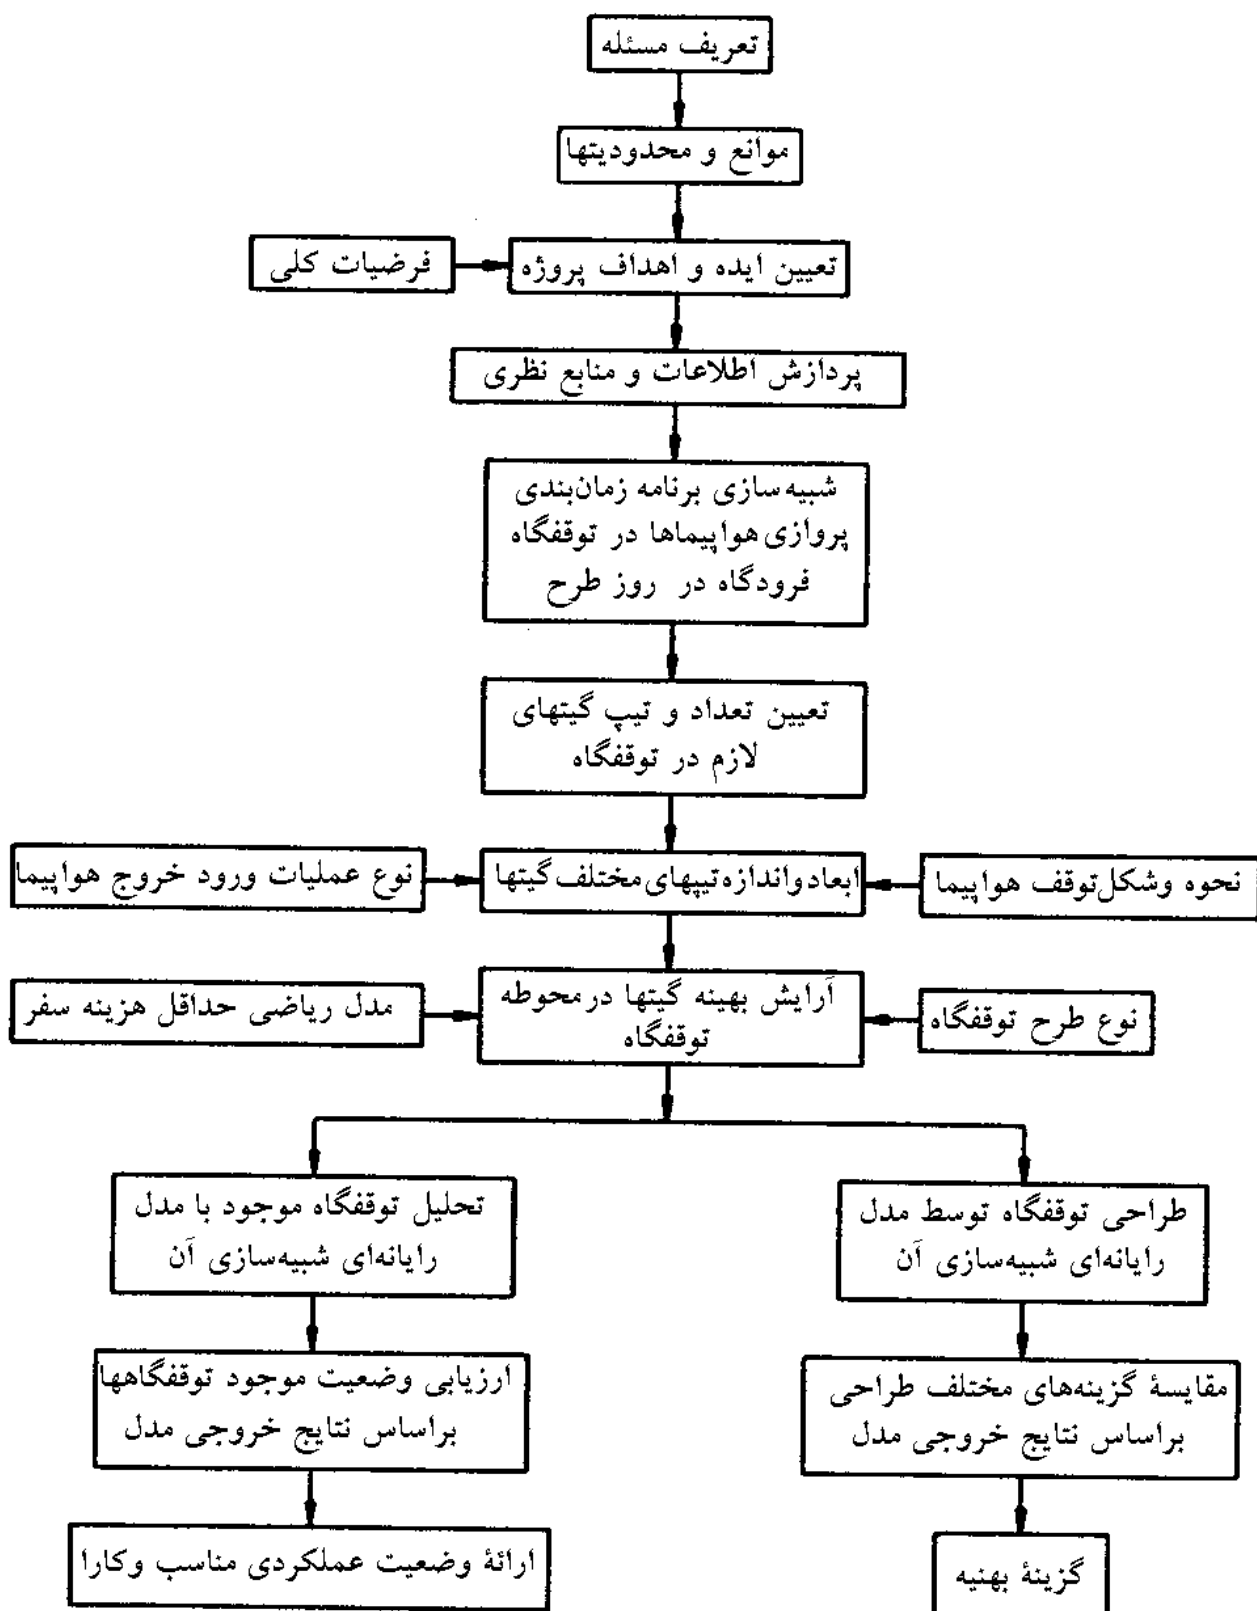 تعریف مسئله
موانع و محدودیتها
فرضیات کلی
تعیین ایده و اهداف پروژه
پردازش اطلاعات و منابع نظری
شبیه سازی برنامه زمان‌بندی
پروازی هواپیماها در توقفگاه
فرودگاه در روز طرح
تعیین تعداد و تیپ گیتهای
لازم در توقفگاه
نحوه وشکل توقف هواپیما
ابعادواندازه تیپهای مختلف گیتها
نوع عملیات ورود خروج هواپیما
نوع طرح توقفگاه
آرایش بهینه گیتها درمحوطه
توقفگاه
مدل ریاضی حداقل هزینه سفر
طراحی توقفگاه توسط مدل
رایانه‌ای شبیه‌سازی آن
مقایسهٔ گزینه‌های مختلف طراحی
براساس نتایج خروجی مدل
گزینهٔ بهنیه
تحلیل توقفگاه موجود با مدل
رایانه‌ای شبیه‌سازی آن
ارزیابی وضعیت موجود توقفگاهها
براساس نتایج خروجی مدل
ارائهٔ وضعیت عملکردی مناسب وکارا